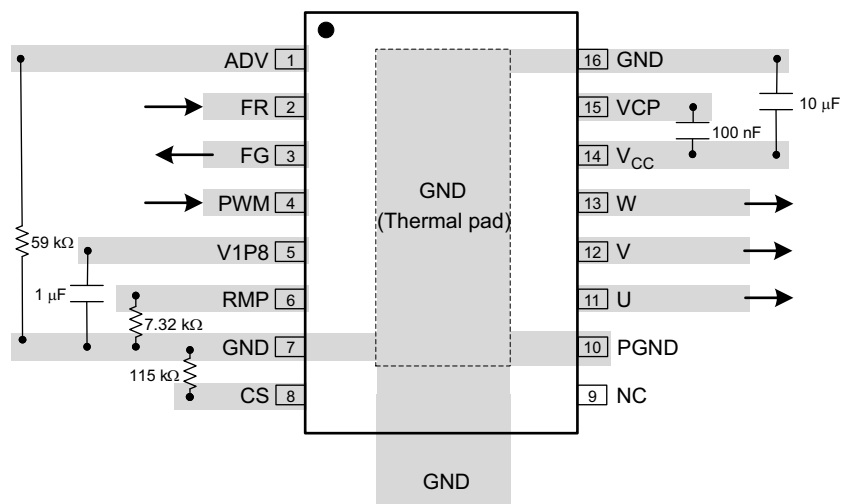 ADV 1
16 GND
FR 2
15 VCP
10 μF
100 nF
FG 3
14 VCC
GND
(Thermal pad)
PWM 4
13 W
59 kΩ
V1P8 5
12 V
1 μF
RMP 6
11 U
7.32 kΩ
GND 7
10 PGND
115 kΩ
CS 8
9 NC
GND